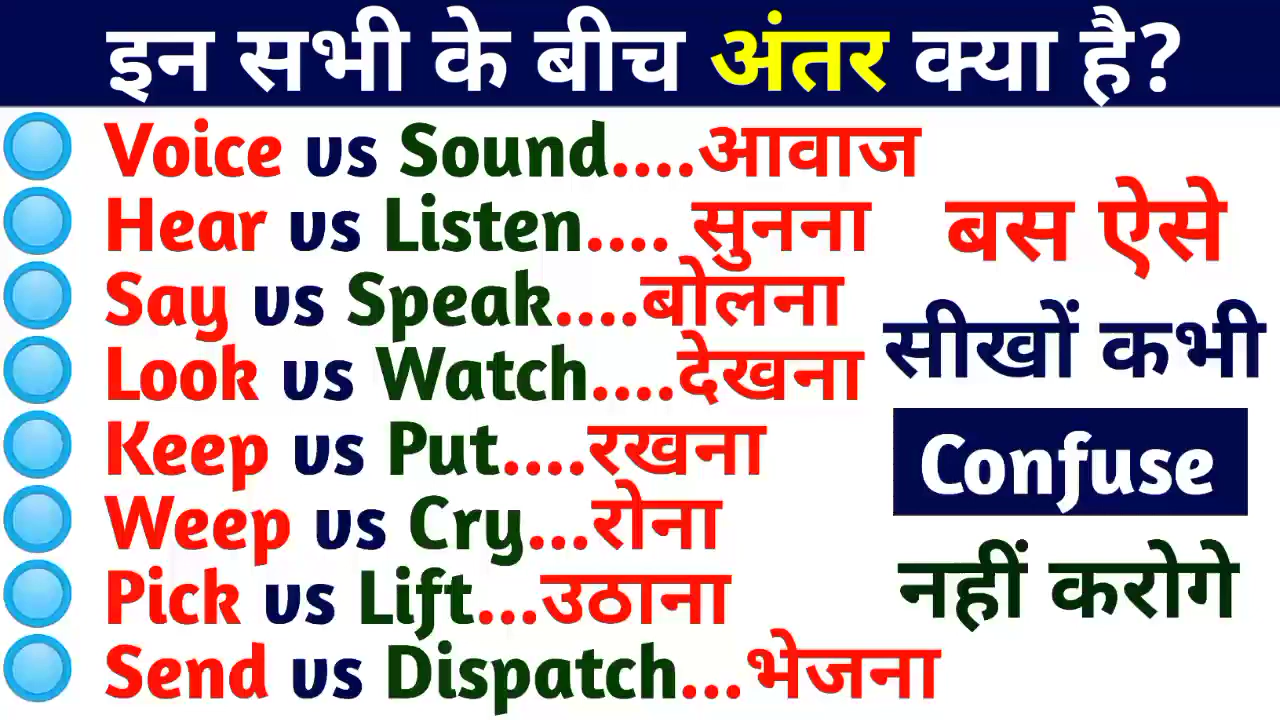 इन सभी के बीच अंतर क्या है?
Voice vs Sound....आवाज
Hear vs Listen.... सुनना
Say vs Speak....बोलना
Look vs Watch....देखना
Keep vs Put....रखना
Weep vs Cry...रोना
Pick vs Lift...उठाना
Send vs Dispatch...भेजना
बस ऐसे
सीखों कभी
Confuse
नहीं करोगे